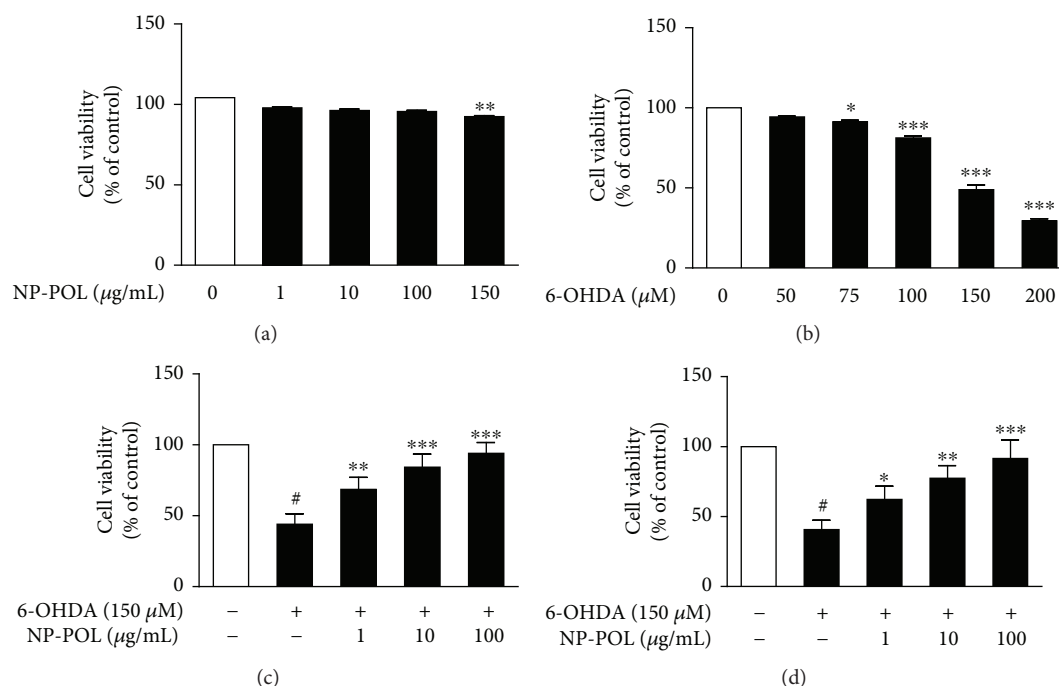 150
100
50
0
Cell viability
(% of control)
**
NP-POL (μg/mL) 0 1 10 100 150
(a)
150
100
50
0
Cell viability
(% of control)
*
***
***
***
6-OHDA (μM) 0 50 75 100 150 200
(b)
150
100
50
0
Cell viability
(% of control)
#
**
***
***
6-OHDA (150 μM) – + + + +
NP-POL (μg/mL) – – 1 10 100
(c)
150
100
50
0
Cell viability
(% of control)
#
*
**
***
6-OHDA (150 μM) – + + + +
NP-POL (μg/mL) – – 1 10 100
(d)